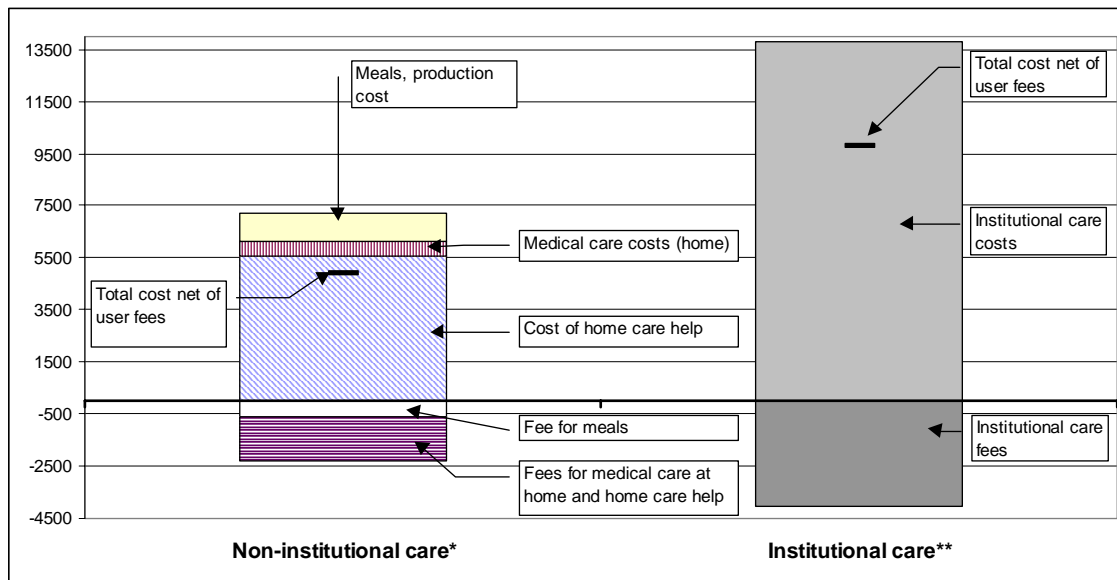 13500
11500
9500
7500
5500
3500
1500
-500
-2500
-4500
Meals, production
cost
Medical care costs (home)
Total cost net of
user fees
Cost of home care help
Fee for meals
Fees for medical care at
home and home care help
Total cost net of
user fees
Institutional care
costs
Institutional care
fees
Non-institutional care*
Institutional care**